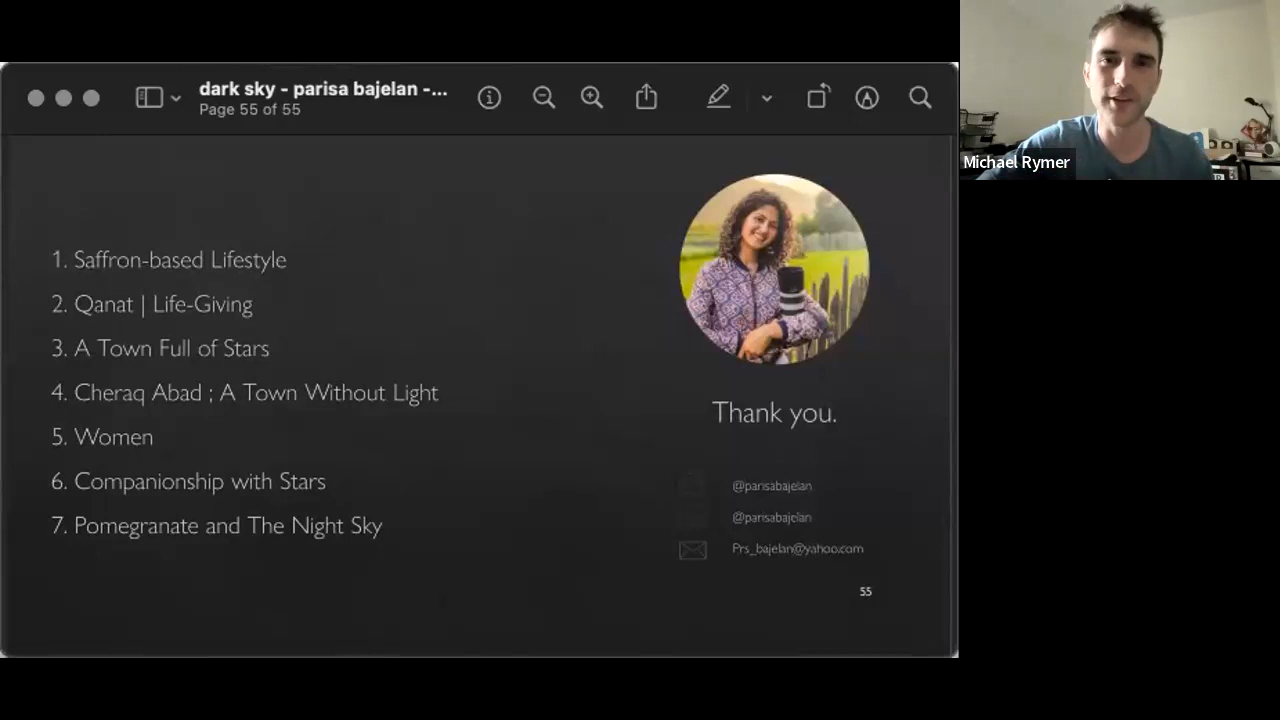 dark sky - parisa bajelan -...
Page 55 of 55
Michael Rymer
1. Saffron-based Lifestyle
2. Qanat | Life-Giving
3. A Town Full of Stars
4. Cheraq Abad ; A Town Without Light
5. Women
6. Companionship with Stars
7. Pomegranate and The Night Sky
Thank you.
@parisabajelan
@parisabajelan
Prs_bajelan@yahoo.com
55